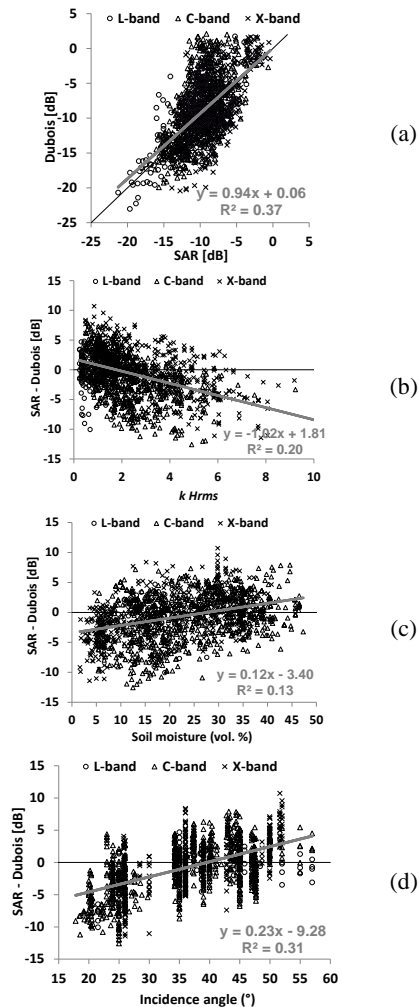 ○ L-band △ C-band × X-band
5
0
-5
-10
-15
-20
-25
Dubois [dB]
y = 0.94x + 0.06
R² = 0.37
-25 -20 -15 -10 -5 0 5
SAR [dB]
(a)
○ L-band △ C-band × X-band
15
10
5
0
-5
-10
-15
SAR - Dubois [dB]
y = -1.02x + 1.81
R² = 0.20
0 2 4 6 8 10
k Hrms
(b)
○ L-band △ C-band × X-band
15
10
5
0
-5
-10
-15
SAR - Dubois [dB]
y = 0.12x - 3.40
R² = 0.13
0 5 10 15 20 25 30 35 40 45 50
Soil moisture (vol. %)
(c)
○ L-band △ C-band × X-band
15
10
5
0
-5
-10
-15
SAR - Dubois [dB]
y = 0.23x - 9.28
R² = 0.31
15 20 25 30 35 40 45 50 55 60
Incidence angle (°)
(d)